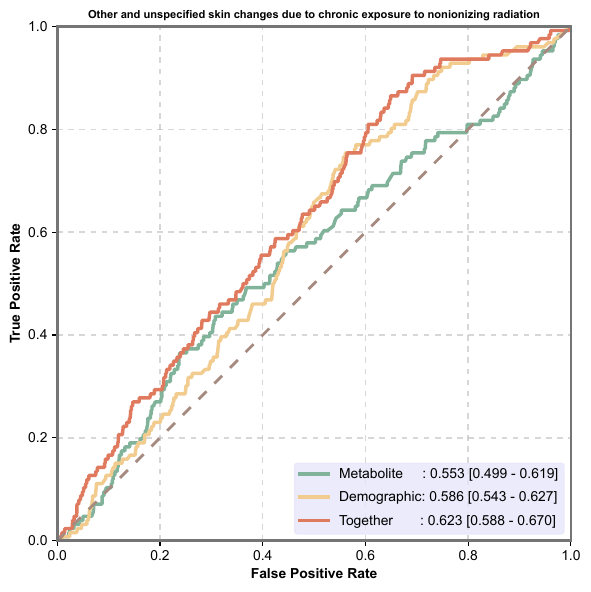 Other and unspecified skin changes due to chronic exposure to nonionizing radiation
1.0
0.8
0.6
0.4
0.2
0.0
True Positive Rate
Metabolite : 0.553 [0.499 - 0.619]
Demographic: 0.586 [0.543 - 0.627]
Together : 0.623 [0.588 - 0.670]
0.0 0.2 0.4 0.6 0.8 1.0
False Positive Rate